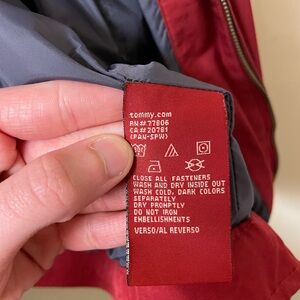 tommy.com
RN# 77806
CA# 20781
(PAN-SPW)
CLOSE ALL FASTENERS
WASH AND DRY INSIDE OUT
WASH COLD, DARK COLORS
SEPARATELY
DRY PROMPTLY
DO NOT IRON
EMBELLISHMENTS
VERSO/AL REVERSO